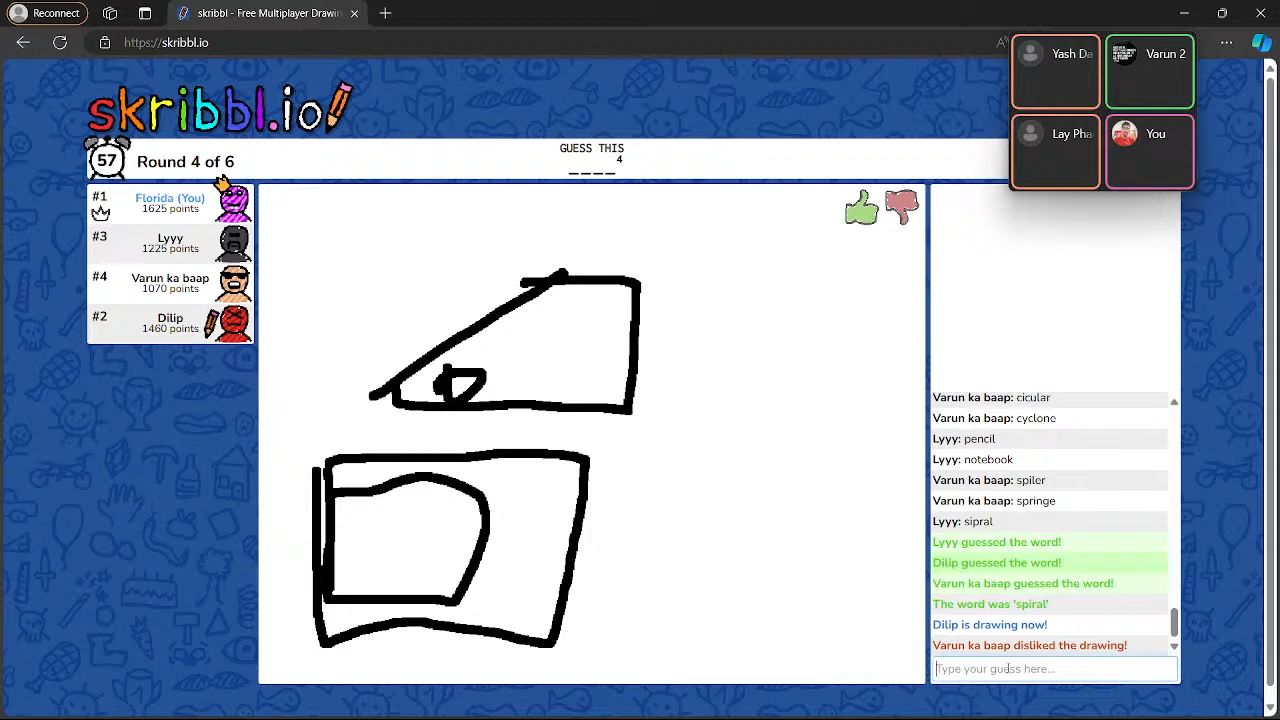 Reconnect
skribbl - Free Multiplayer Drawin
https://skribbl.io
Yash Da
Varun 2
Lay Pha
You
skribbl.io
57
Round 4 of 6
GUESS THIS
4
____
#1
Florida (You)
1625 points
#3
Lyyy
1225 points
#4
Varun ka baap
1070 points
#2
Dilip
1460 points
Varun ka baap: cicular
Varun ka baap: cyclone
Lyyy: pencil
Lyyy: notebook
Varun ka baap: spiler
Varun ka baap: springe
Lyyy: sipral
Lyyy guessed the word!
Dilip guessed the word!
Varun ka baap guessed the word!
The word was 'spiral'
Dilip is drawing now!
Varun ka baap disliked the drawing!
Type your guess here...